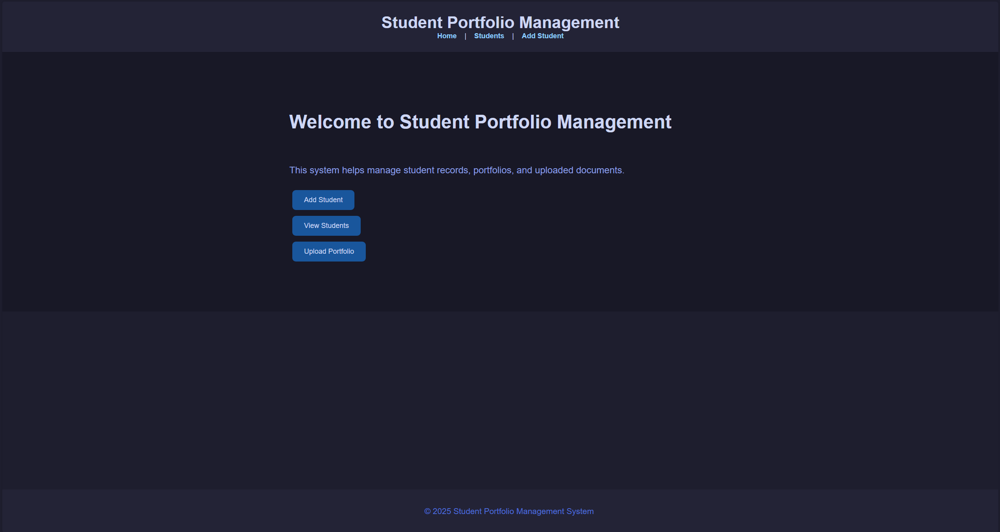 Student Portfolio Management
Home | Students | Add Student
Welcome to Student Portfolio Management
This system helps manage student records, portfolios, and uploaded documents.
Add Student
View Students
Upload Portfolio
© 2025 Student Portfolio Management System